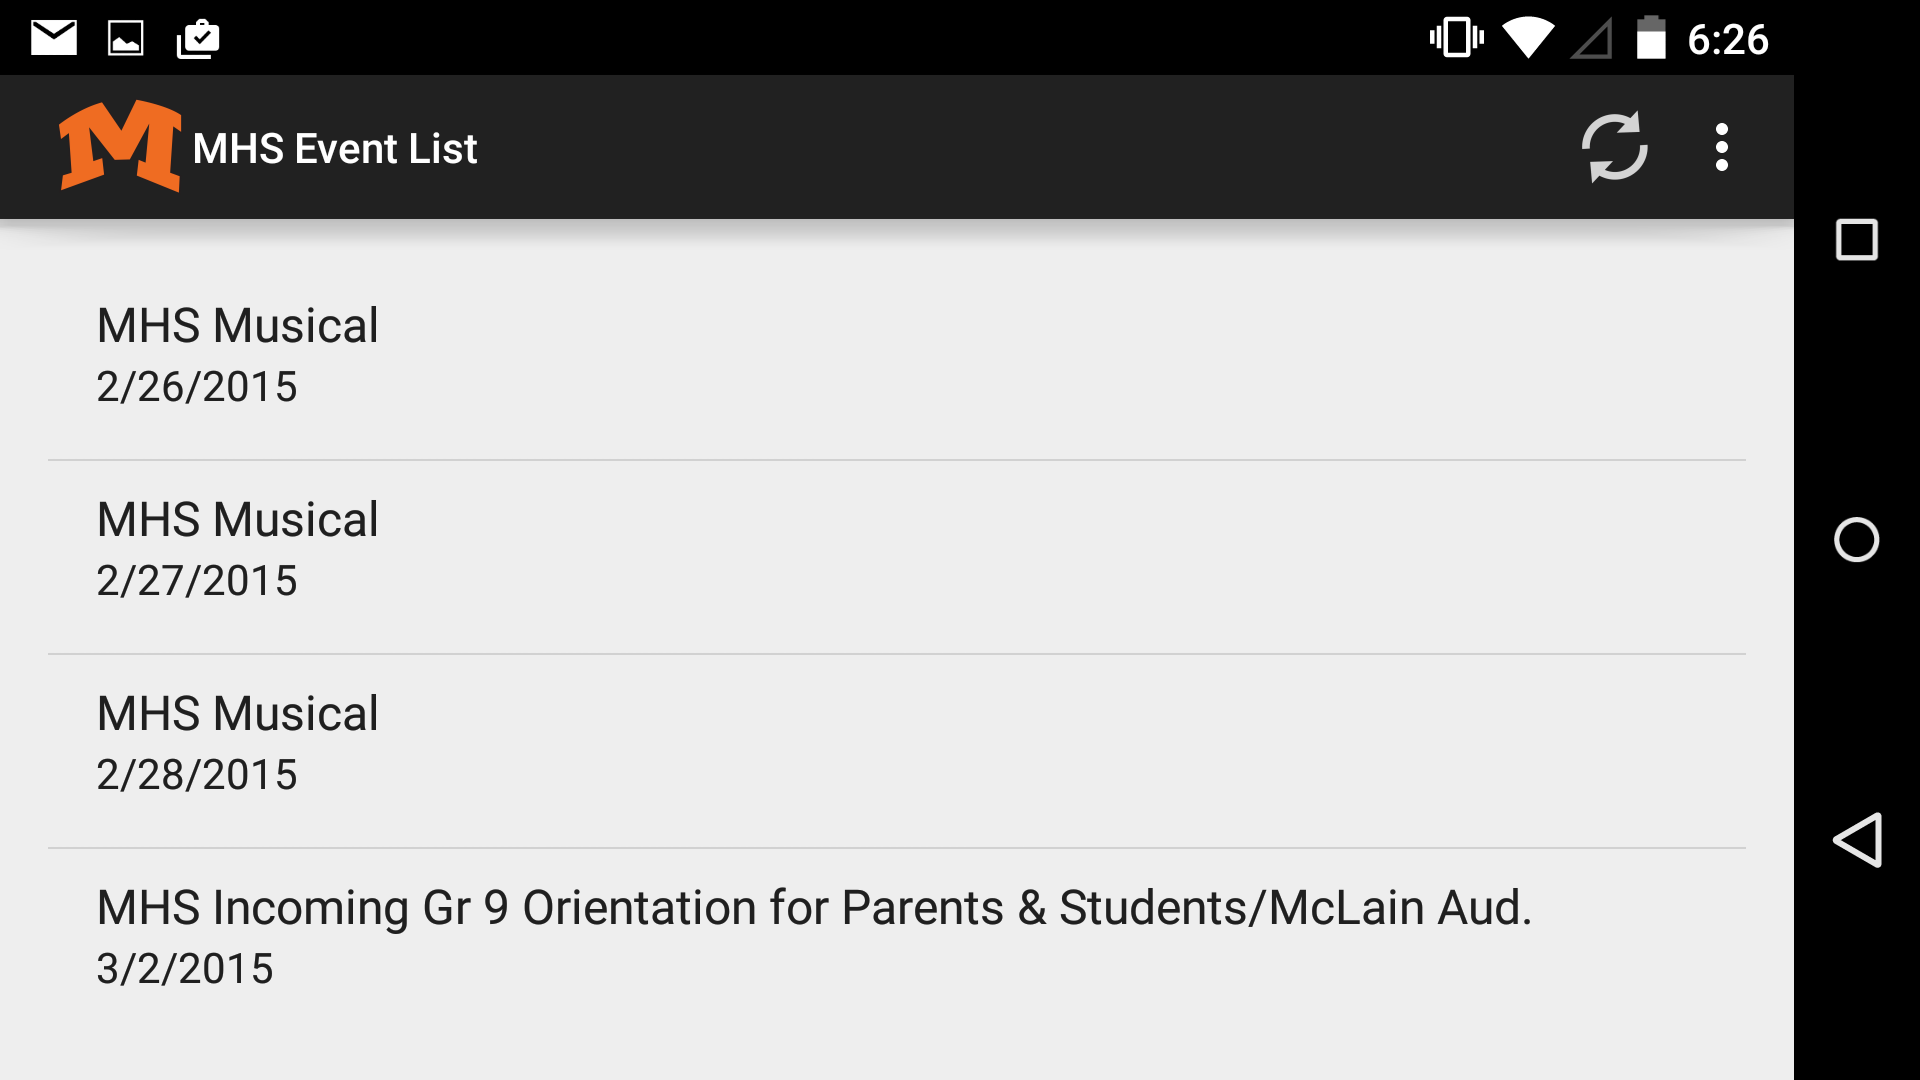 6:26
M MHS Event List
MHS Musical
2/26/2015
MHS Musical
2/27/2015
MHS Musical
2/28/2015
MHS Incoming Gr 9 Orientation for Parents & Students/McLain Aud.
3/2/2015